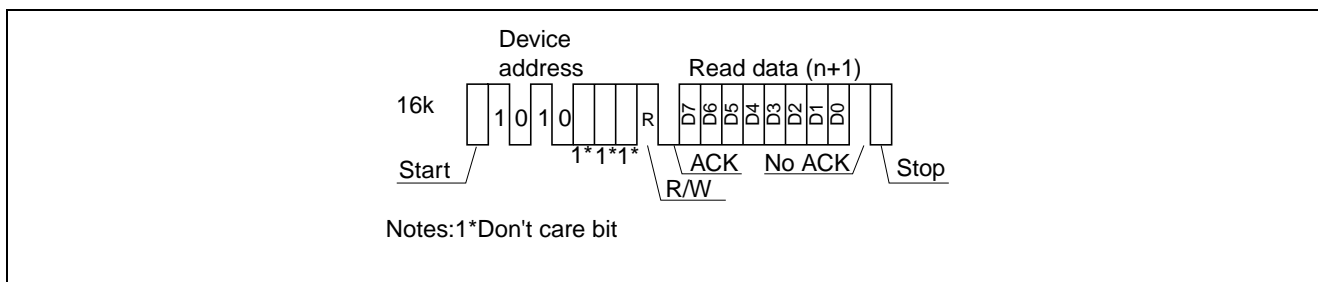 Device
address
Read data (n+1)
16k
1 0 1 0
R
D7 D6 D5 D4 D3 D2 D1 D0
1* 1* 1*
Start
ACK
No ACK
Stop
R/W
Notes:1*Don't care bit